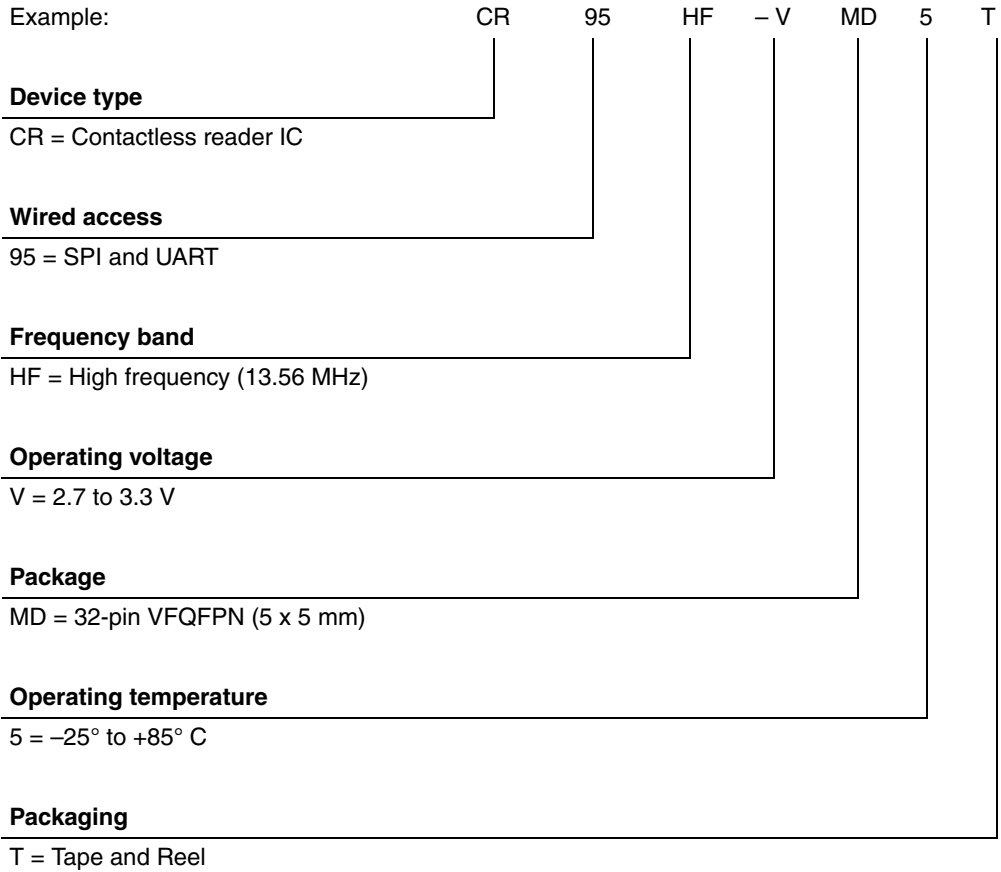 Example: CR 95 HF – V MD 5 T
Device type
CR = Contactless reader IC
Wired access
95 = SPI and UART
Frequency band
HF = High frequency (13.56 MHz)
Operating voltage
V = 2.7 to 3.3 V
Package
MD = 32-pin VFQFPN (5 x 5 mm)
Operating temperature
5 = –25° to +85° C
Packaging
T = Tape and Reel